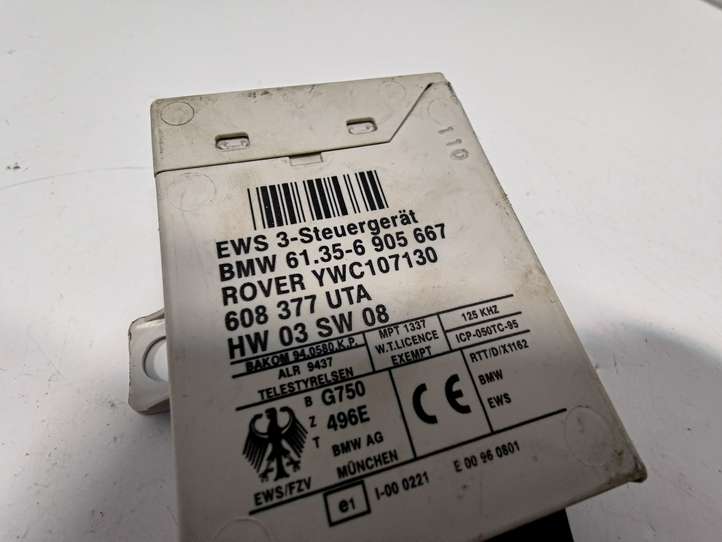 110
EWS 3-Steuergerät
BMW 61.35-6 905 667
ROVER YWC107130
608 377 UTA
HW 03 SW 08
BAKOM 94.0580.K.P.
ALR 9437
TELESTYRELSEN
MPT 1337
W.T.LICENCE
EXEMPT
125 KHZ
ICP-050TC-95
B
Z
T
G750
496E
BMW AG
MÜNCHEN
EWS/FZV
CE
RTT/D/X1162
BMW
EWS
e1
I-00 0221
E 00 96 0801